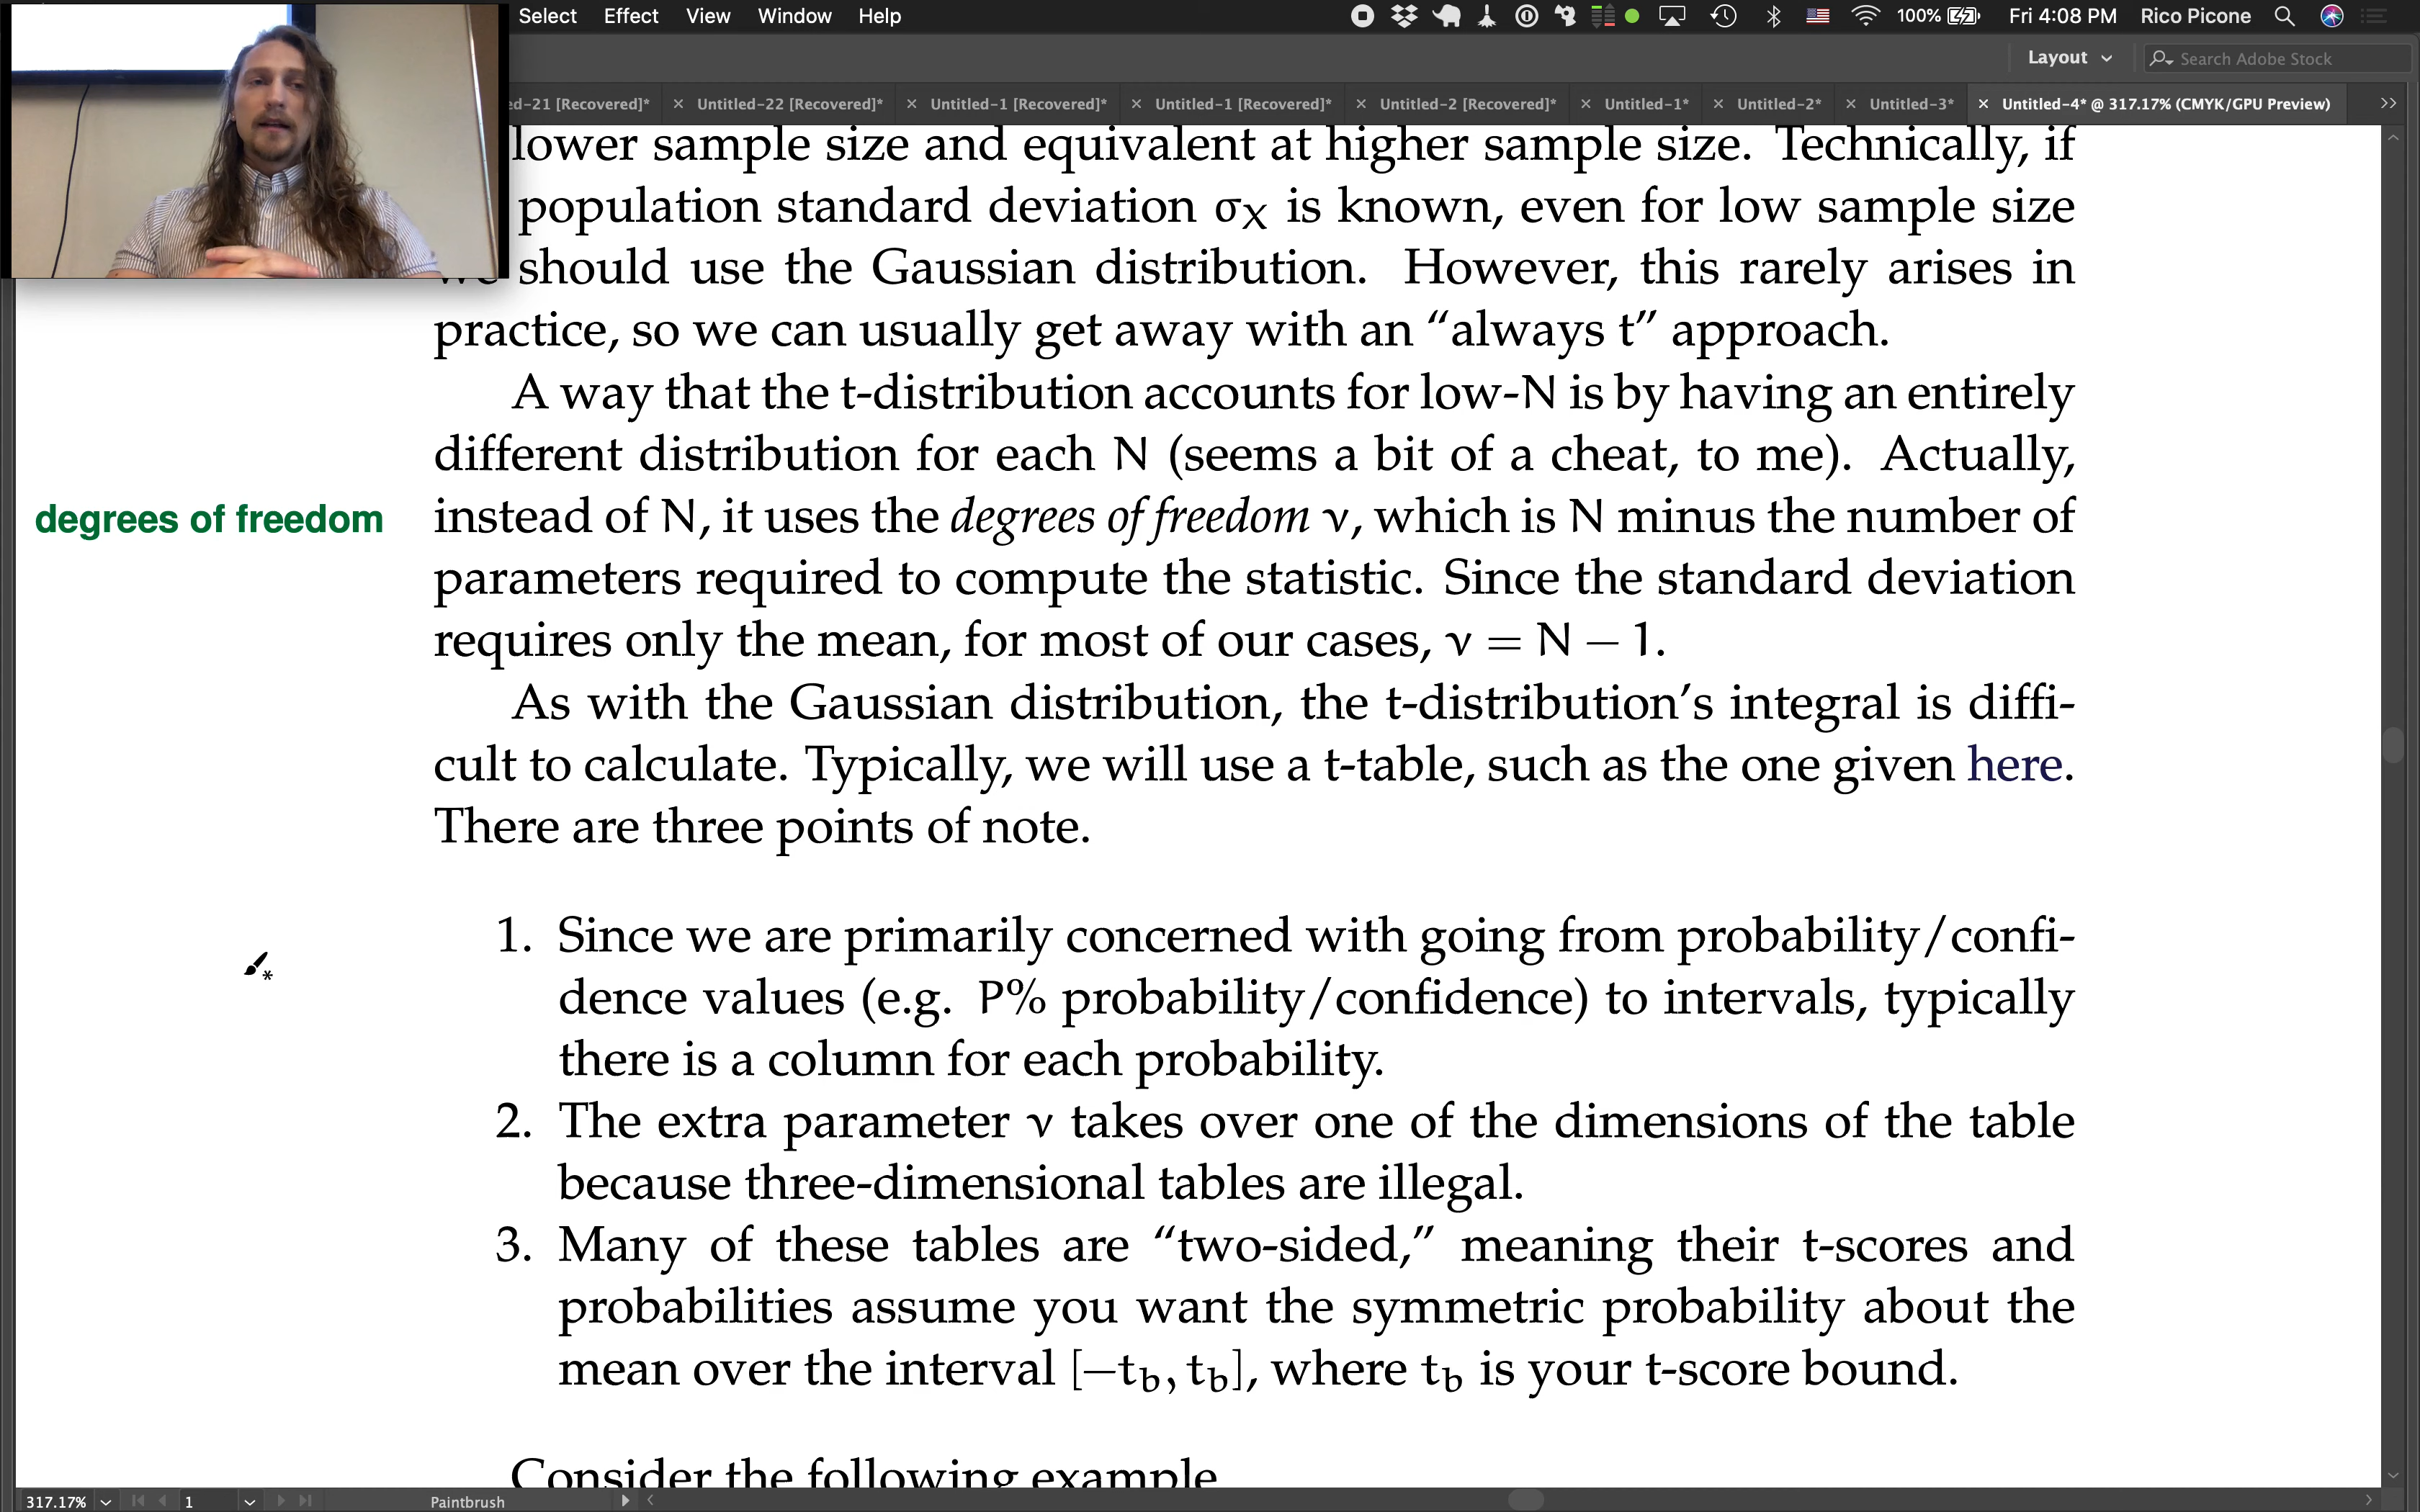 Select Effect View Window Help 100% Fri 4:08 PM Rico Picone
Layout Search Adobe Stock
ed-21 [Recovered]* × Untitled-22 [Recovered]* × Untitled-1 [Recovered]* × Untitled-1 [Recovered]* × Untitled-2 [Recovered]* × Untitled-1* × Untitled-2* × Untitled-3* × Untitled-4* @ 317.17% (CMYK/GPU Preview)
lower sample size and equivalent at higher sample size. Technically, if
population standard deviation σX is known, even for low sample size
we should use the Gaussian distribution. However, this rarely arises in
practice, so we can usually get away with an “always t” approach.
A way that the t-distribution accounts for low-N is by having an entirely
different distribution for each N (seems a bit of a cheat, to me). Actually,
degrees of freedom
instead of N, it uses the degrees of freedom ν, which is N minus the number of
parameters required to compute the statistic. Since the standard deviation
requires only the mean, for most of our cases, ν = N − 1.
As with the Gaussian distribution, the t-distribution’s integral is diffi-
cult to calculate. Typically, we will use a t-table, such as the one given here.
There are three points of note.
1. Since we are primarily concerned with going from probability/confi-
dence values (e.g. P% probability/confidence) to intervals, typically
there is a column for each probability.
2. The extra parameter ν takes over one of the dimensions of the table
because three-dimensional tables are illegal.
3. Many of these tables are “two-sided,” meaning their t-scores and
probabilities assume you want the symmetric probability about the
mean over the interval [−tb, tb], where tb is your t-score bound.
Consider the following example
317.17% 1 Paintbrush